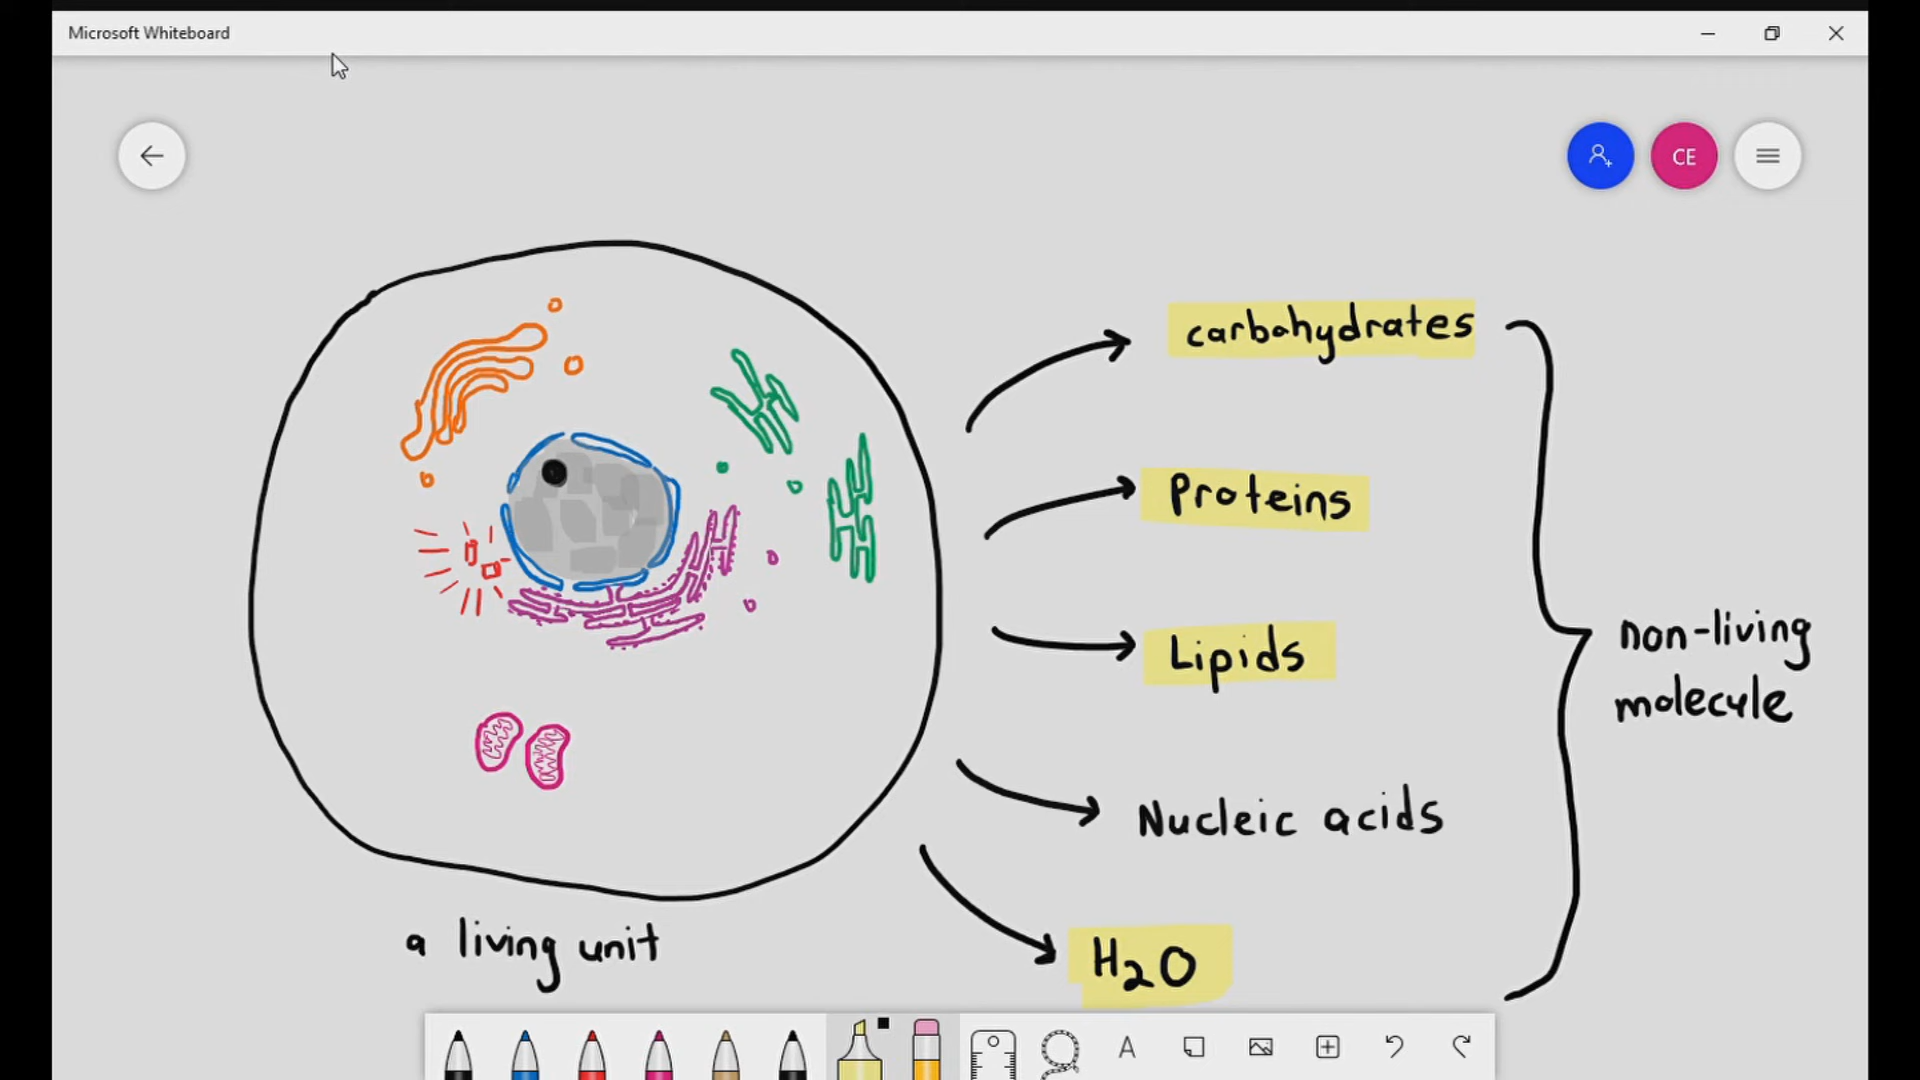 Microsoft Whiteboard
CE
carbohydrates
Proteins
Lipids
non-living
molecule
Nucleic acids
a living unit
H2O
A